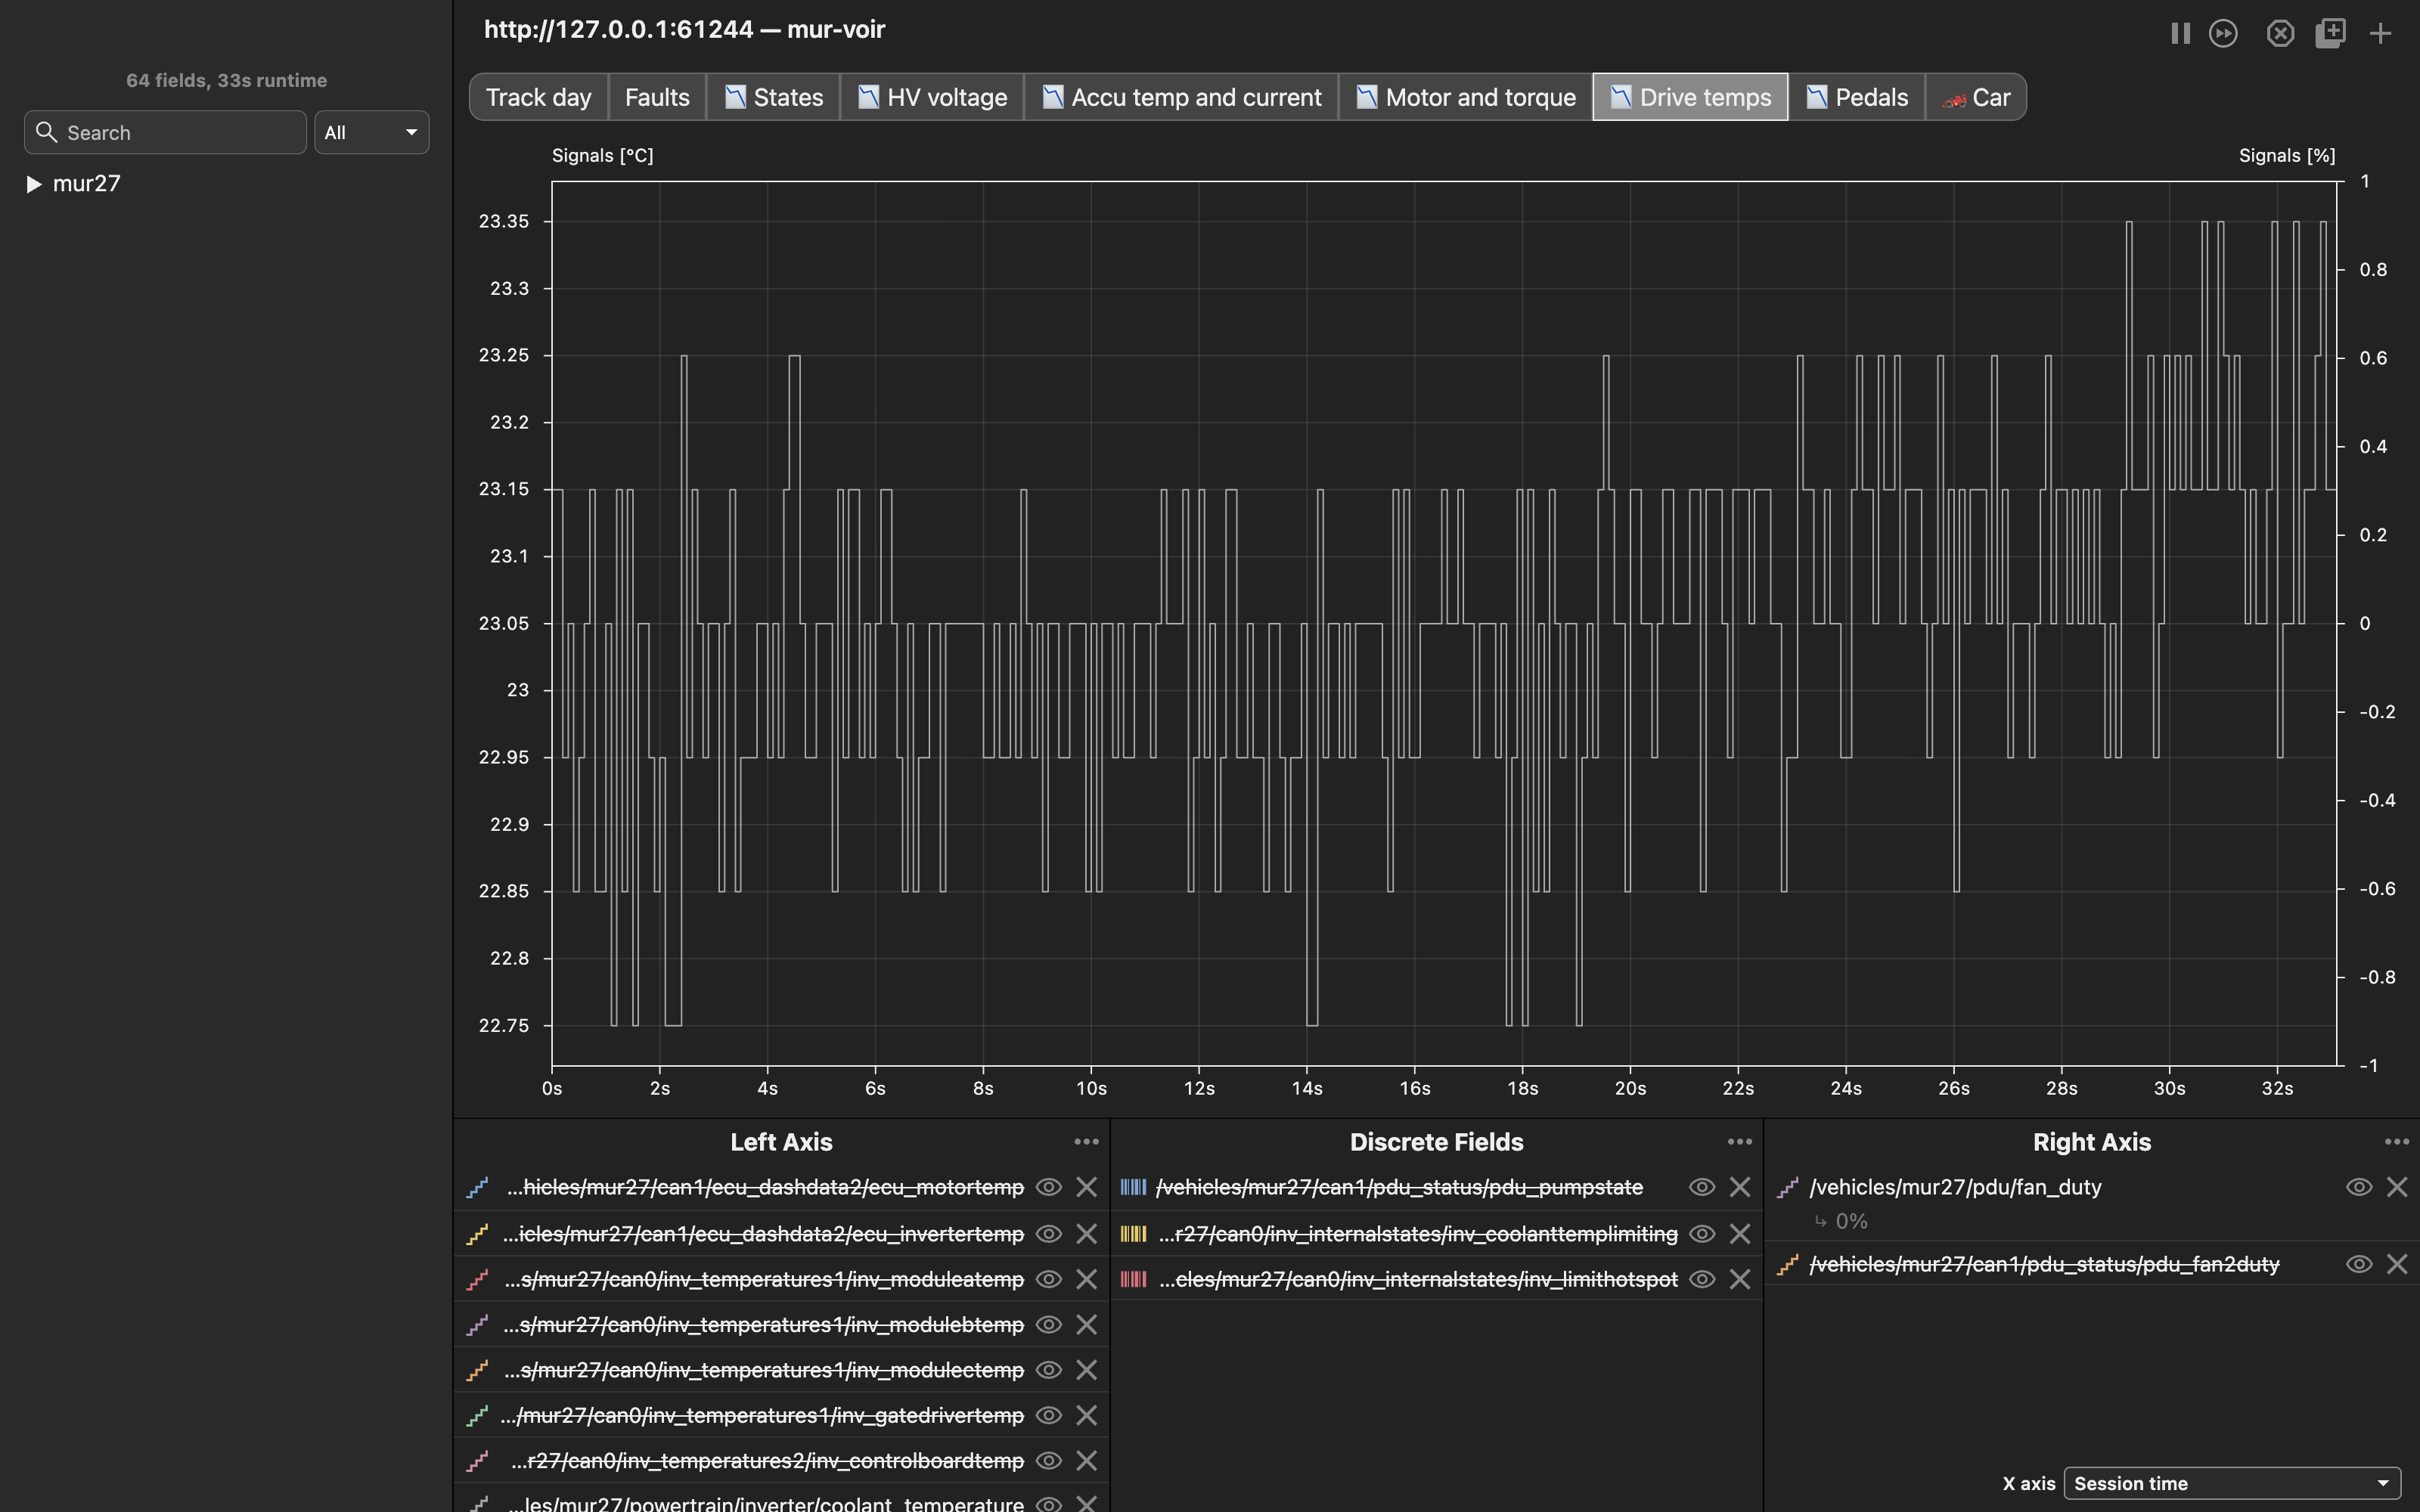 http://127.0.0.1:61244 — mur-voir
64 fields, 33s runtime
Search
All
mur27
Track day
Faults
States
HV voltage
Accu temp and current
Motor and torque
Drive temps
Pedals
Car
Signals [°C]
Signals [%]
23.35
23.3
23.25
23.2
23.15
23.1
23.05
23
22.95
22.9
22.85
22.8
22.75
1
0.8
0.6
0.4
0.2
0
-0.2
-0.4
-0.6
-0.8
-1
0s 2s 4s 6s 8s 10s 12s 14s 16s 18s 20s 22s 24s 26s 28s 30s 32s
Left Axis
...hicles/mur27/can1/ecu_dashdata2/ecu_motortemp
...icles/mur27/can1/ecu_dashdata2/ecu_invertertemp
...s/mur27/can0/inv_temperatures1/inv_moduleatemp
...s/mur27/can0/inv_temperatures1/inv_modulebtemp
...s/mur27/can0/inv_temperatures1/inv_modulectemp
.../mur27/can0/inv_temperatures1/inv_gatedrivertemp
...r27/can0/inv_temperatures2/inv_controlboardtemp
...les/mur27/powertrain/inverter/coolant_temperature
Discrete Fields
/vehicles/mur27/can1/pdu_status/pdu_pumpstate
...r27/can0/inv_internalstates/inv_coolanttemplimiting
...cles/mur27/can0/inv_internalstates/inv_limithotspot
Right Axis
/vehicles/mur27/pdu/fan_duty
↳ 0%
/vehicles/mur27/can1/pdu_status/pdu_fan2duty
X axis
Session time